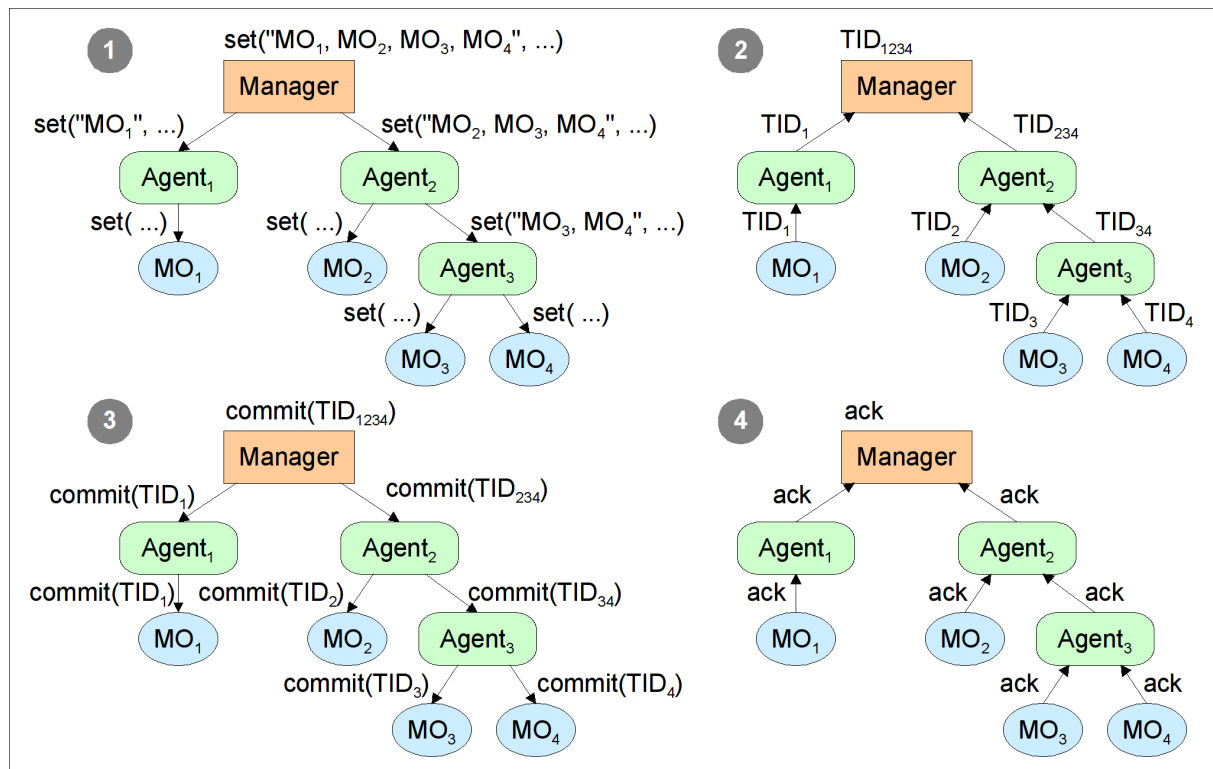 1
set("MO₁, MO₂, MO₃, MO₄", ...)
Manager
set("MO₁", ...)
set("MO₂, MO₃, MO₄", ...)
Agent₁
Agent₂
set( ...)
set( ...)
set("MO₃, MO₄", ...)
MO₁
MO₂
Agent₃
set( ...)
set( ...)
MO₃
MO₄
2
TID₁₂₃₄
Manager
TID₁
TID₂₃₄
Agent₁
Agent₂
TID₁
TID₂
TID₃₄
MO₁
MO₂
Agent₃
TID₃
TID₄
MO₃
MO₄
3
commit(TID₁₂₃₄)
Manager
commit(TID₁)
commit(TID₂₃₄)
Agent₁
Agent₂
commit(TID₁)
commit(TID₂)
commit(TID₃₄)
MO₁
MO₂
Agent₃
commit(TID₃)
commit(TID₄)
MO₃
MO₄
4
ack
Manager
ack
ack
Agent₁
Agent₂
ack
ack
ack
MO₁
MO₂
Agent₃
ack
ack
MO₃
MO₄